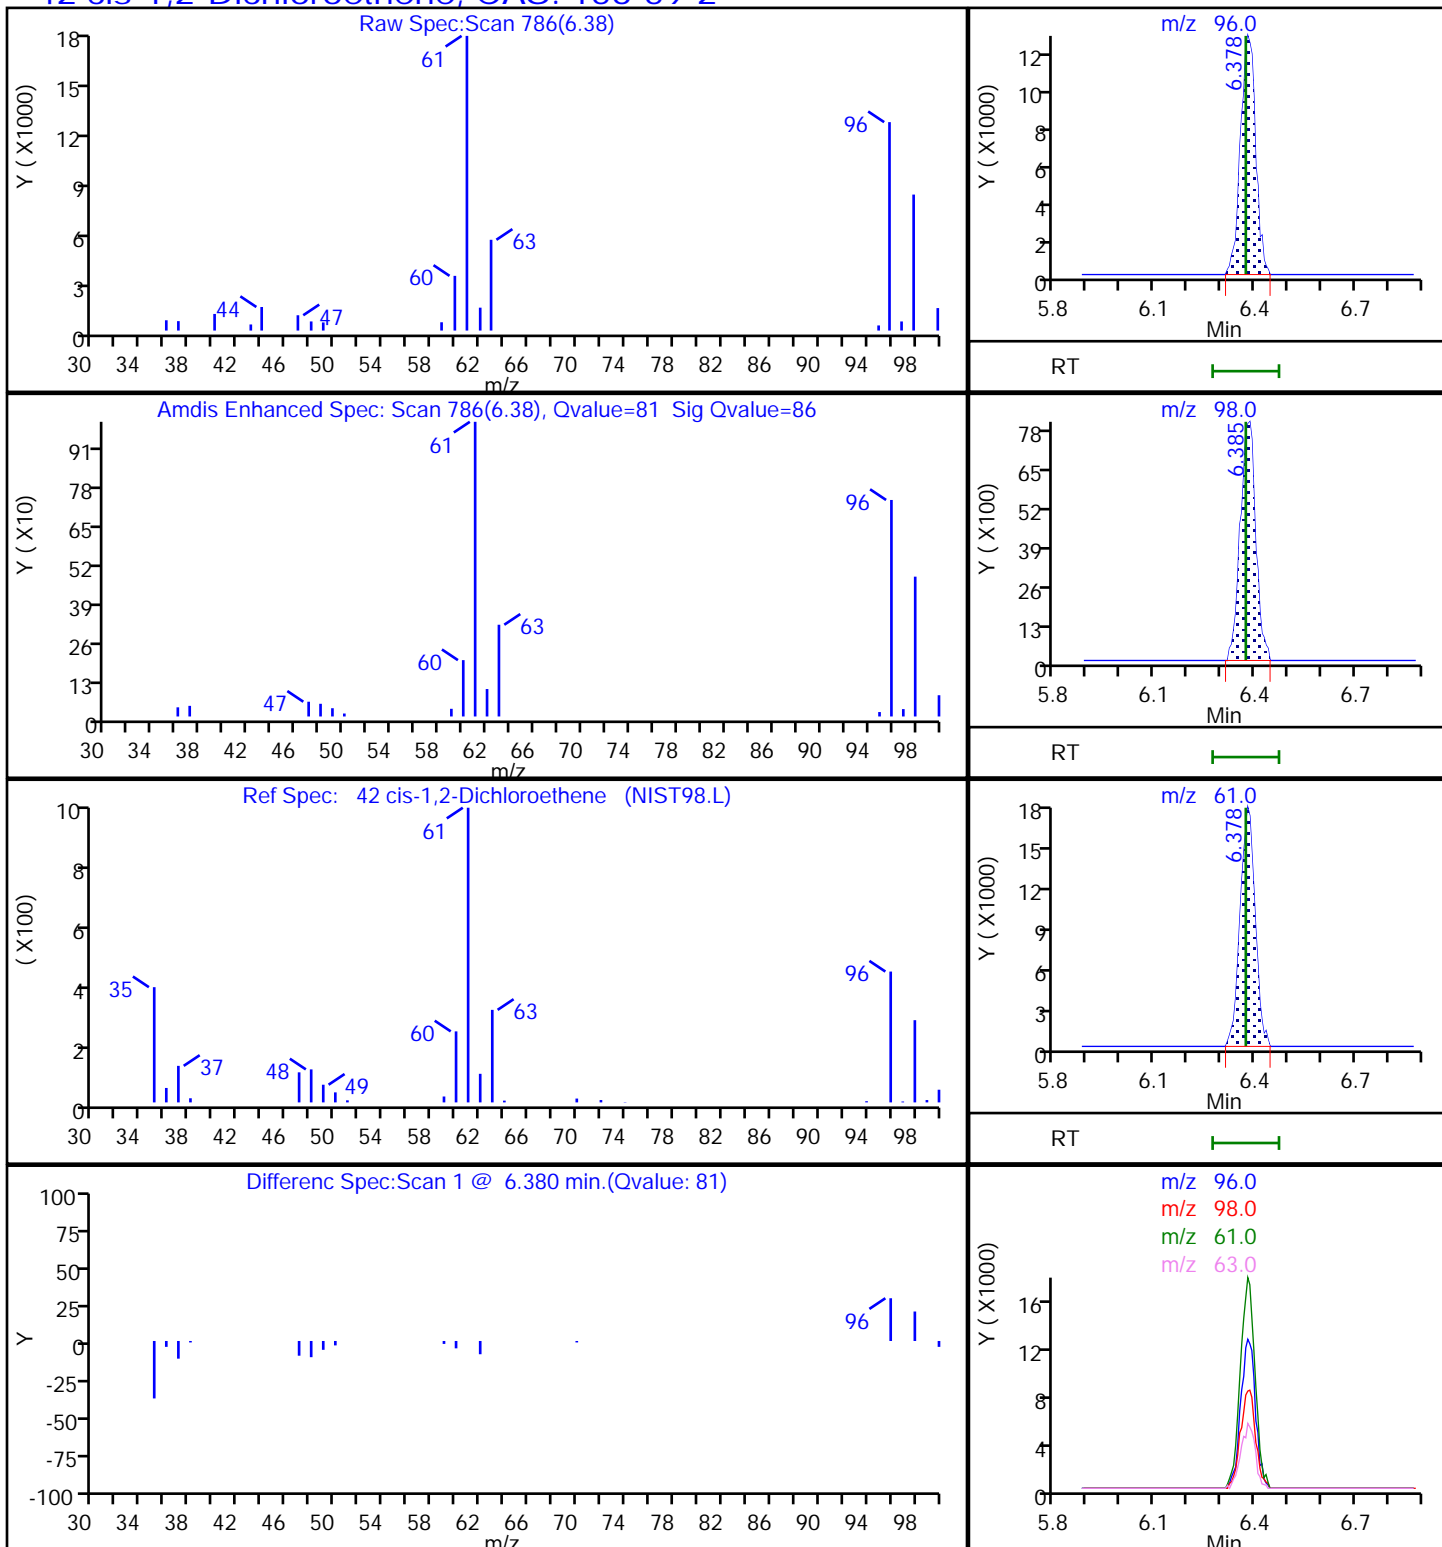 42 cis-1,2-Dichloroethene, CAS: 156-59-2
Raw Spec:Scan 786(6.38)
Y ( X1000)
18
15
12
9
6
3
0
61
96
63
60
44
47
30 34 38 42 46 50 54 58 62 66 70 74 78 82 86 90 94 98
m/z
m/z 96.0
Y ( X1000)
12
10
8
6
4
2
0
6.378
5.8 6.1 6.4 6.7
Min
RT
Amdis Enhanced Spec: Scan 786(6.38), Qvalue=81 Sig Qvalue=86
Y ( X10)
91
78
65
52
39
26
13
0
61
96
63
60
47
30 34 38 42 46 50 54 58 62 66 70 74 78 82 86 90 94 98
m/z
m/z 98.0
Y ( X100)
78
65
52
39
26
13
0
6.385
5.8 6.1 6.4 6.7
Min
RT
Ref Spec: 42 cis-1,2-Dichloroethene (NIST98.L)
( X100)
10
8
6
4
2
0
61
96
35
63
60
37
48
49
30 34 38 42 46 50 54 58 62 66 70 74 78 82 86 90 94 98
m/z 61.0
Y ( X1000)
18
15
12
9
6
3
0
6.378
5.8 6.1 6.4 6.7
Min
RT
Differenc Spec:Scan 1 @ 6.380 min.(Qvalue: 81)
Y
100
75
50
25
0
-25
-50
-75
-100
96
30 34 38 42 46 50 54 58 62 66 70 74 78 82 86 90 94 98
m/z
m/z 96.0
m/z 98.0
m/z 61.0
m/z 63.0
Y ( X1000)
16
12
8
4
0
5.8 6.1 6.4 6.7
Min